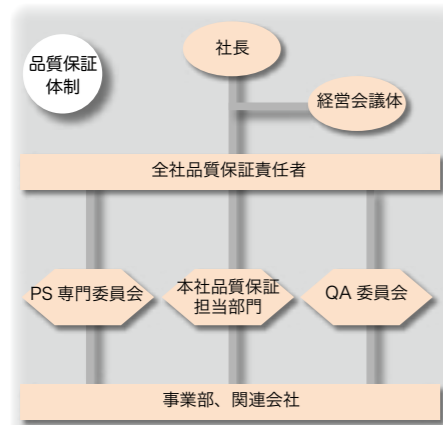 品質保証
体制
社長
経営会議体
全社品質保証責任者
PS 専門委員会
本社品質保証
担当部門
QA 委員会
事業部、関連会社